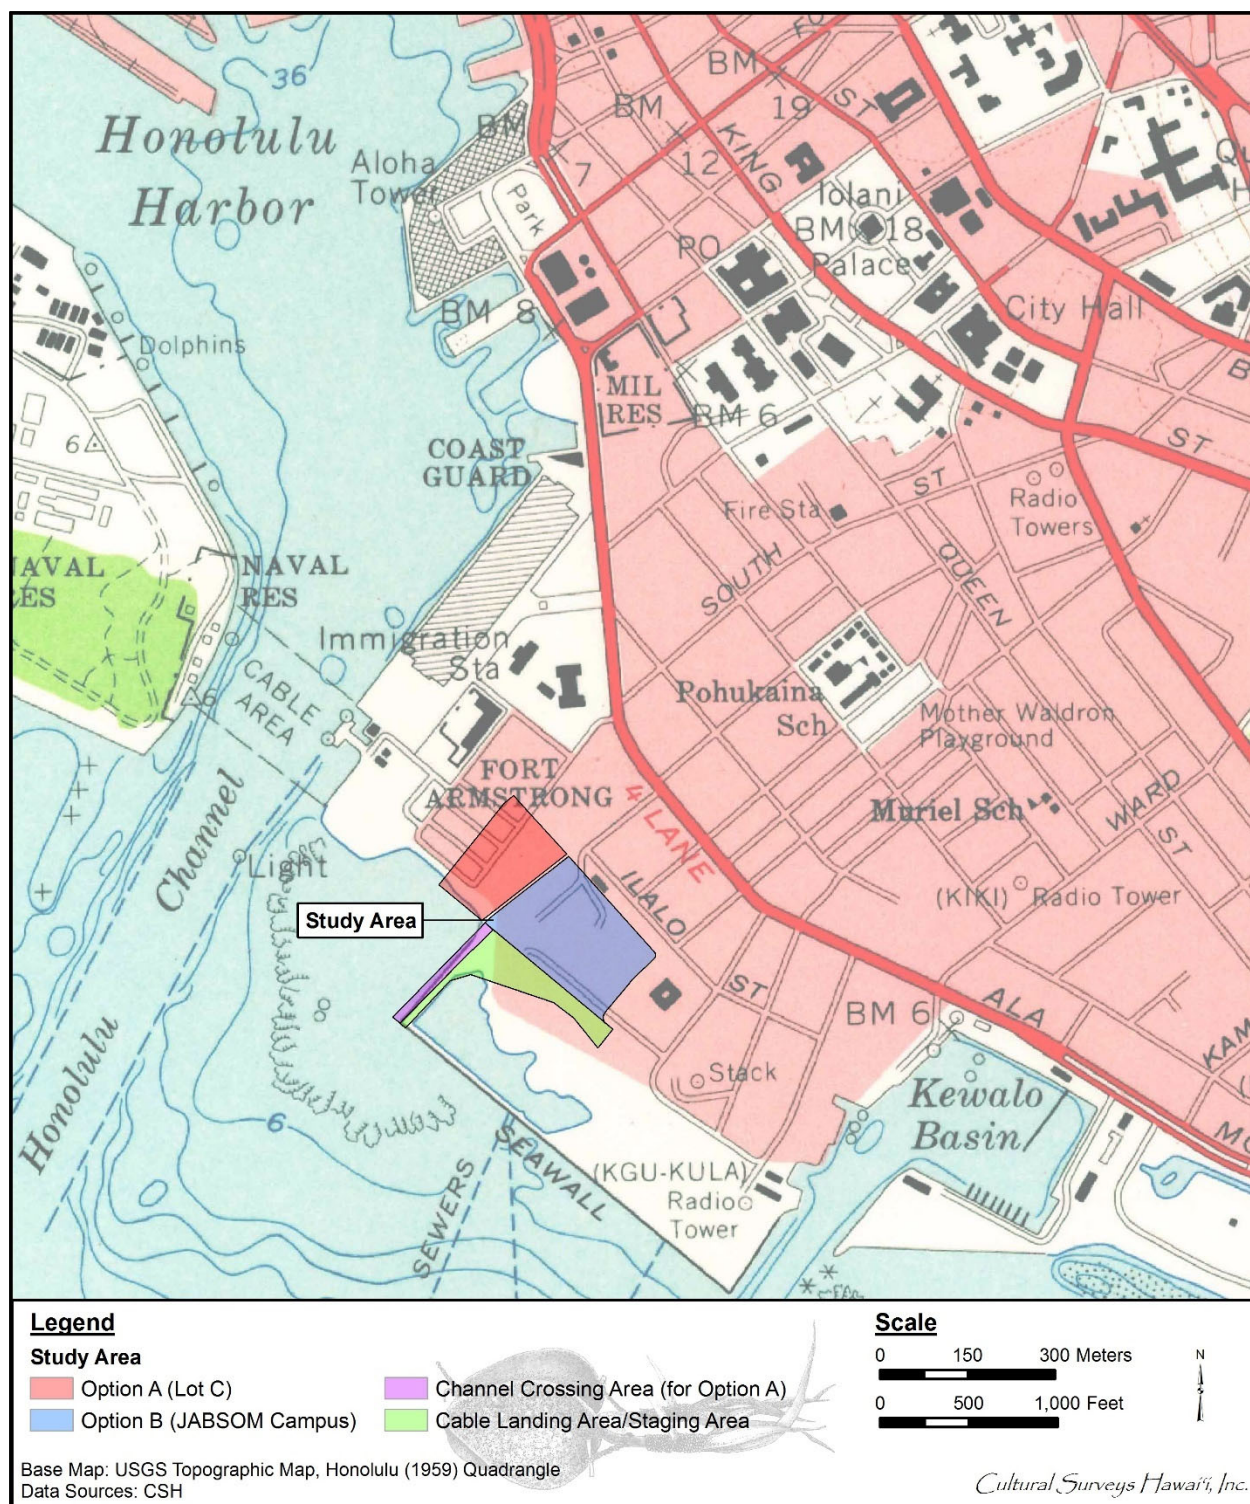 36
Honolulu
Harbor
Aloha
Tower
BM
7
Park
BM
12
BM
19
ST
KING
Iolani
BM 18
Palace
PO
BM 8
City Hall
Dolphins
MIL
RES
BM 6
ST
COAST
GUARD
6
Fire Sta
ST
Radio
Towers
NAVAL
RES
SOUTH
QUEEN
Immigration
Sta
CABLE
AREA
6
Pohukaina
Sch
Mother Waldron
Playground
FORT
ARMSTRONG
4 LANE
Muriel Sch
WARD
ST
Channel
Light
ILALO
(KIKI) Radio Tower
Study Area
ST
BM 6
ALA
Honolulu
Stack
Kewalo
Basin
6
SEWERS
SEAWALL
(KGU-KULA)
Radio
Tower
Legend
Study Area
Option A (Lot C)
Option B (JABSOM Campus)
Channel Crossing Area (for Option A)
Cable Landing Area/Staging Area
Scale
0 150 300 Meters
0 500 1,000 Feet
N
Base Map: USGS Topographic Map, Honolulu (1959) Quadrangle
Data Sources: CSH
Cultural Surveys Hawai‘i, Inc.